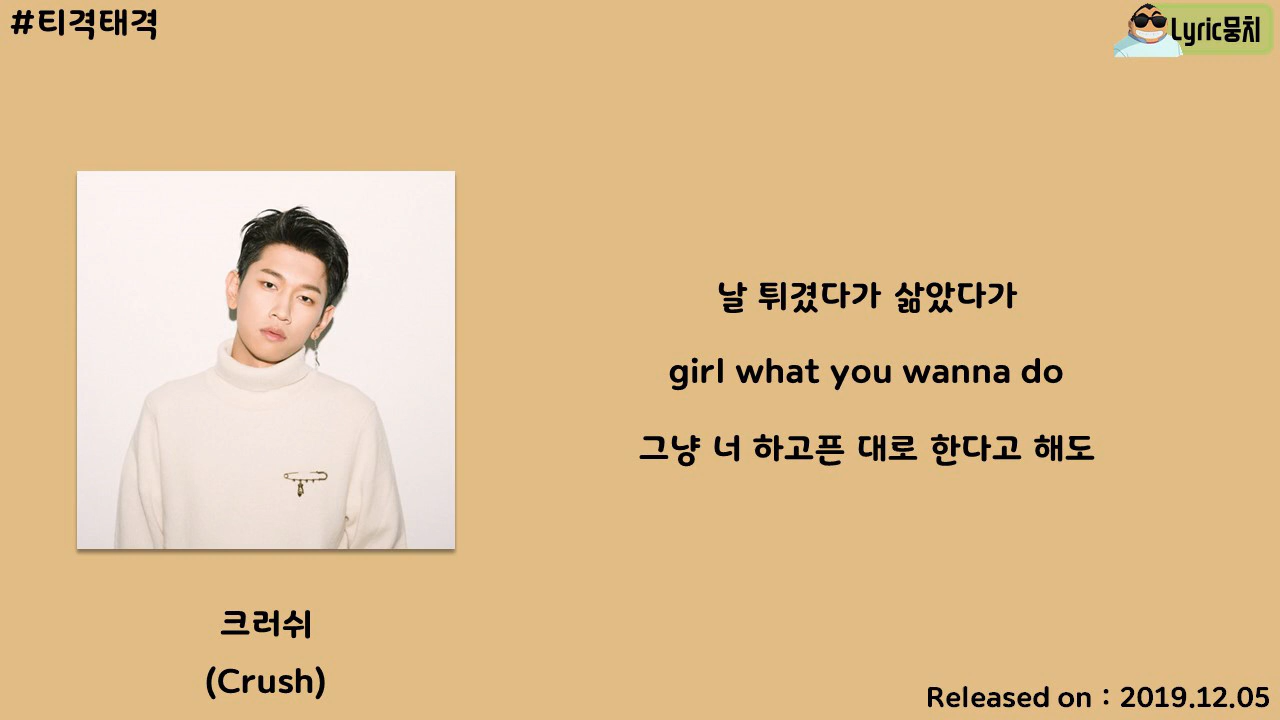 #티격태격
Lyric뭉치
날 튀겼다가 삶았다가
girl what you wanna do
그냥 너 하고픈 대로 한다고 해도
크러쉬
(Crush)
Released on : 2019.12.05